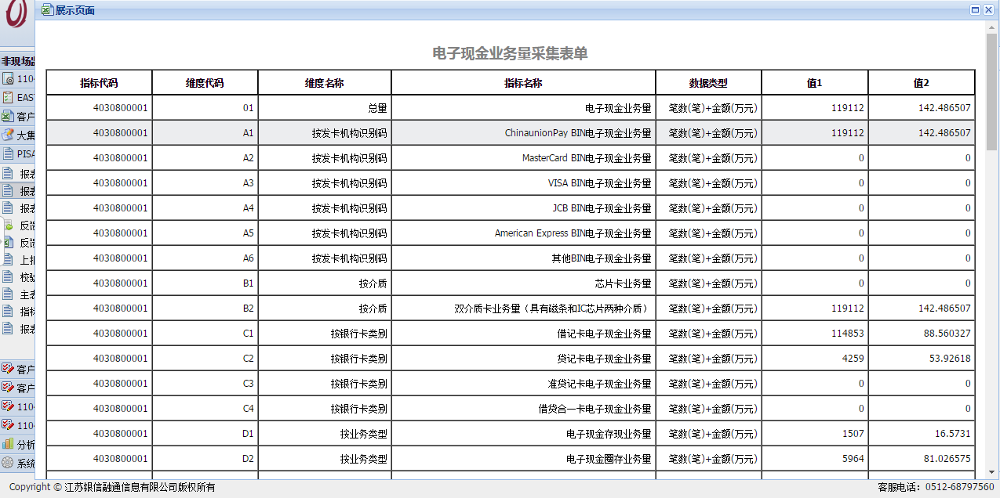 展示页面
电子现金业务量采集表单
指标代码 维度代码 维度名称 指标名称 数据类型 值1 值2
4030800001 01 总量 电子现金业务量 笔数(笔)+金额(万元) 119112 142.486507
4030800001 A1 按发卡机构识别码 ChinaunionPay BIN电子现金业务量 笔数(笔)+金额(万元) 119112 142.486507
4030800001 A2 按发卡机构识别码 MasterCard BIN电子现金业务量 笔数(笔)+金额(万元) 0 0
4030800001 A3 按发卡机构识别码 VISA BIN电子现金业务量 笔数(笔)+金额(万元) 0 0
4030800001 A4 按发卡机构识别码 JCB BIN电子现金业务量 笔数(笔)+金额(万元) 0 0
4030800001 A5 按发卡机构识别码 American Express BIN电子现金业务量 笔数(笔)+金额(万元) 0 0
4030800001 A6 按发卡机构识别码 其他BIN电子现金业务量 笔数(笔)+金额(万元) 0 0
4030800001 B1 按介质 芯片卡业务量 笔数(笔)+金额(万元) 0 0
4030800001 B2 按介质 双介质卡业务量（具有磁条和IC芯片两种介质） 笔数(笔)+金额(万元) 119112 142.486507
4030800001 C1 按银行卡类别 借记卡电子现金业务量 笔数(笔)+金额(万元) 114853 88.560327
4030800001 C2 按银行卡类别 贷记卡电子现金业务量 笔数(笔)+金额(万元) 4259 53.92618
4030800001 C3 按银行卡类别 准贷记卡电子现金业务量 笔数(笔)+金额(万元) 0 0
4030800001 C4 按银行卡类别 借贷合一卡电子现金业务量 笔数(笔)+金额(万元) 0 0
4030800001 D1 按业务类型 电子现金存现业务量 笔数(笔)+金额(万元) 1507 16.5731
4030800001 D2 按业务类型 电子现金圈存业务量 笔数(笔)+金额(万元) 5964 81.026575
非现场
110
EAS
客户
大集
PISA
报表
报表
报表
反馈
反馈
上报
校验
主表
指标
报表
客户
客户
110
110
分析
系统
Copyright © 江苏银信融通信息有限公司版权所有
客服电话：0512-68797560